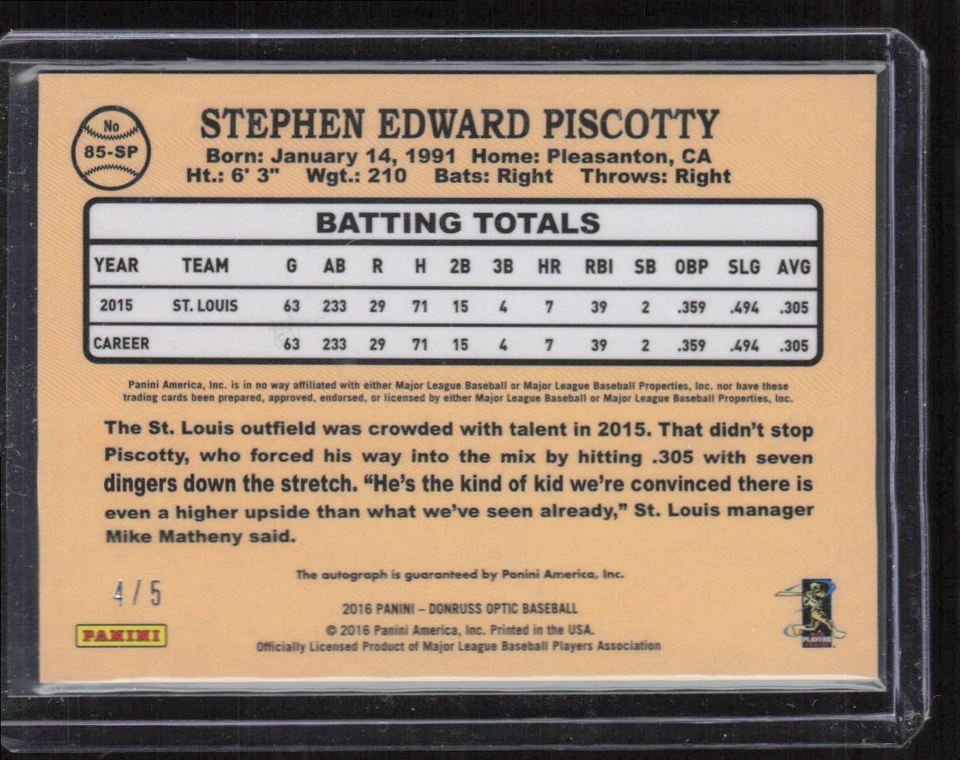 No
85-SP
STEPHEN EDWARD PISCOTTY
Born: January 14, 1991 Home: Pleasanton, CA
Ht.: 6' 3" Wgt.: 210 Bats: Right Throws: Right
BATTING TOTALS
YEAR TEAM G AB R H 2B 3B HR RBI SB OBP SLG AVG
2015 ST. LOUIS 63 233 29 71 15 4 7 39 2 .359 .494 .305
CAREER 63 233 29 71 15 4 7 39 2 .359 .494 .305
Panini America, Inc. is in no way affiliated with either Major League Baseball or Major League Baseball Properties, Inc. nor have these
trading cards been prepared, approved, endorsed, or licensed by either Major League Baseball or Major League Baseball Properties, Inc.
The St. Louis outfield was crowded with talent in 2015. That didn't stop
Piscotty, who forced his way into the mix by hitting .305 with seven
dingers down the stretch. “He's the kind of kid we're convinced there is
even a higher upside than what we've seen already,” St. Louis manager
Mike Matheny said.
The autograph is guaranteed by Panini America, Inc.
4 / 5
2016 PANINI – DONRUSS OPTIC BASEBALL
PANINI
© 2016 Panini America, Inc. Printed in the USA.
Officially Licensed Product of Major League Baseball Players Association
PLAYERS